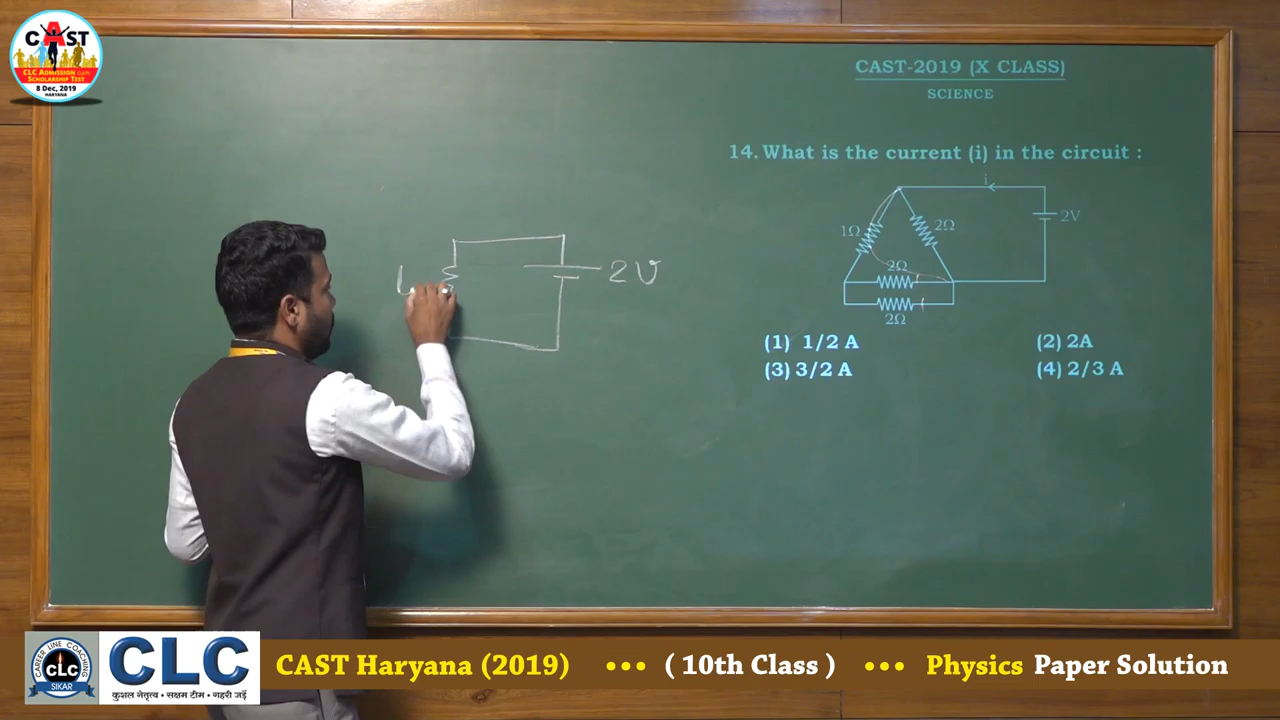 CAST
CLC Admission.com
Scholarship Test
8 Dec, 2019
HARYANA
CAST-2019 (X CLASS)
SCIENCE
14. What is the current (i) in the circuit :
i
1Ω
2Ω
2V
2Ω
2Ω
(1) 1/2 A
(2) 2A
(3) 3/2 A
(4) 2/3 A
2V
CAREER LINE COACHING
CLC
SIKAR
CLC
कुशल नेतृत्व • सक्षम टीम • गहरी जड़ें
CAST Haryana (2019) ••• ( 10th Class ) ••• Physics Paper Solution